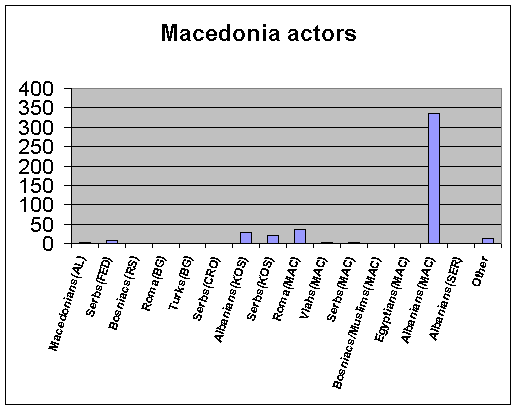 Macedonia actors
400
350
300
250
200
150
100
50
0
Macedonians(AL)
Serbs(FED)
Bosniacs(RS)
Roma(BG)
Turks(BG)
Serbs(CRO)
Albanians(KOS)
Serbs(KOS)
Roma(MAC)
Vlahs(MAC)
Serbs(MAC)
Bosniacs/Muslims(MAC)
Egyptians(MAC)
Albanians(MAC)
Albanians(SER)
Other